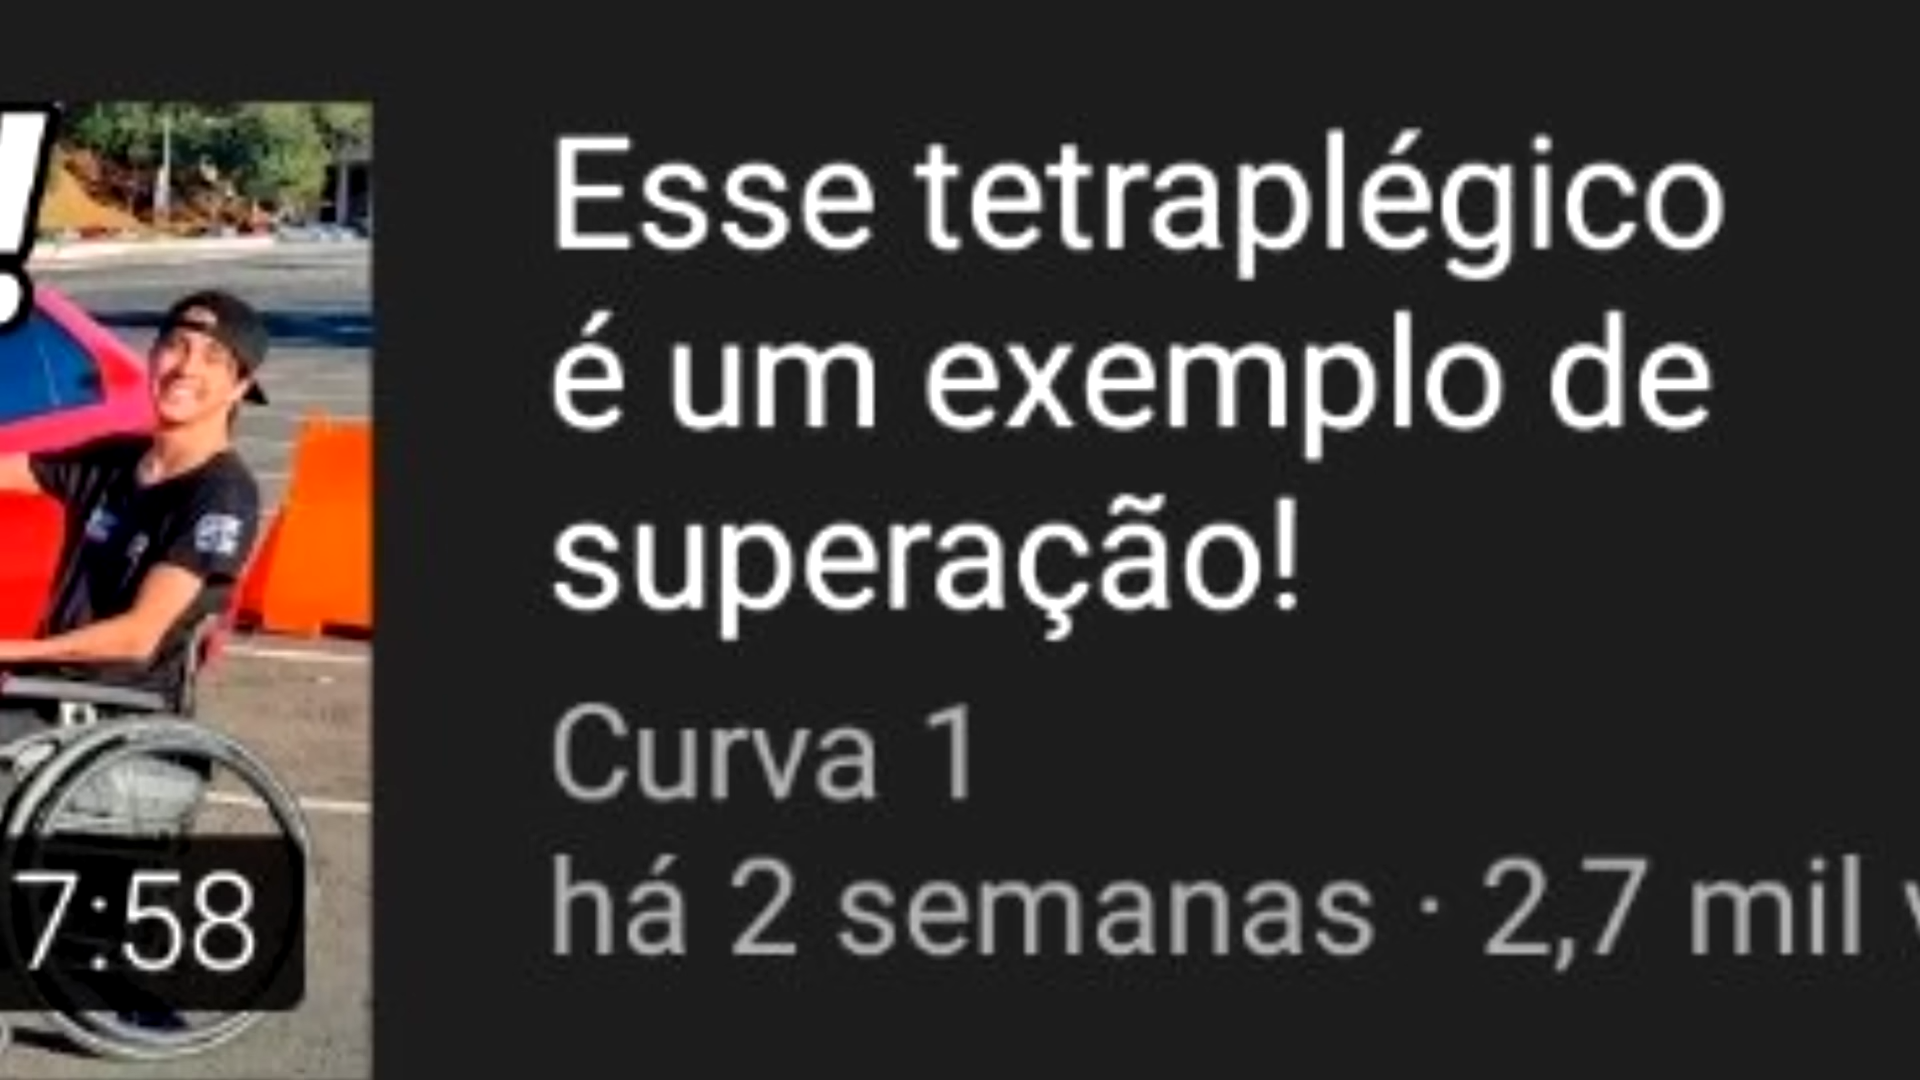 !
Esse tetraplégico
é um exemplo de
superação!
Curva 1
há 2 semanas · 2,7 mil
7:58